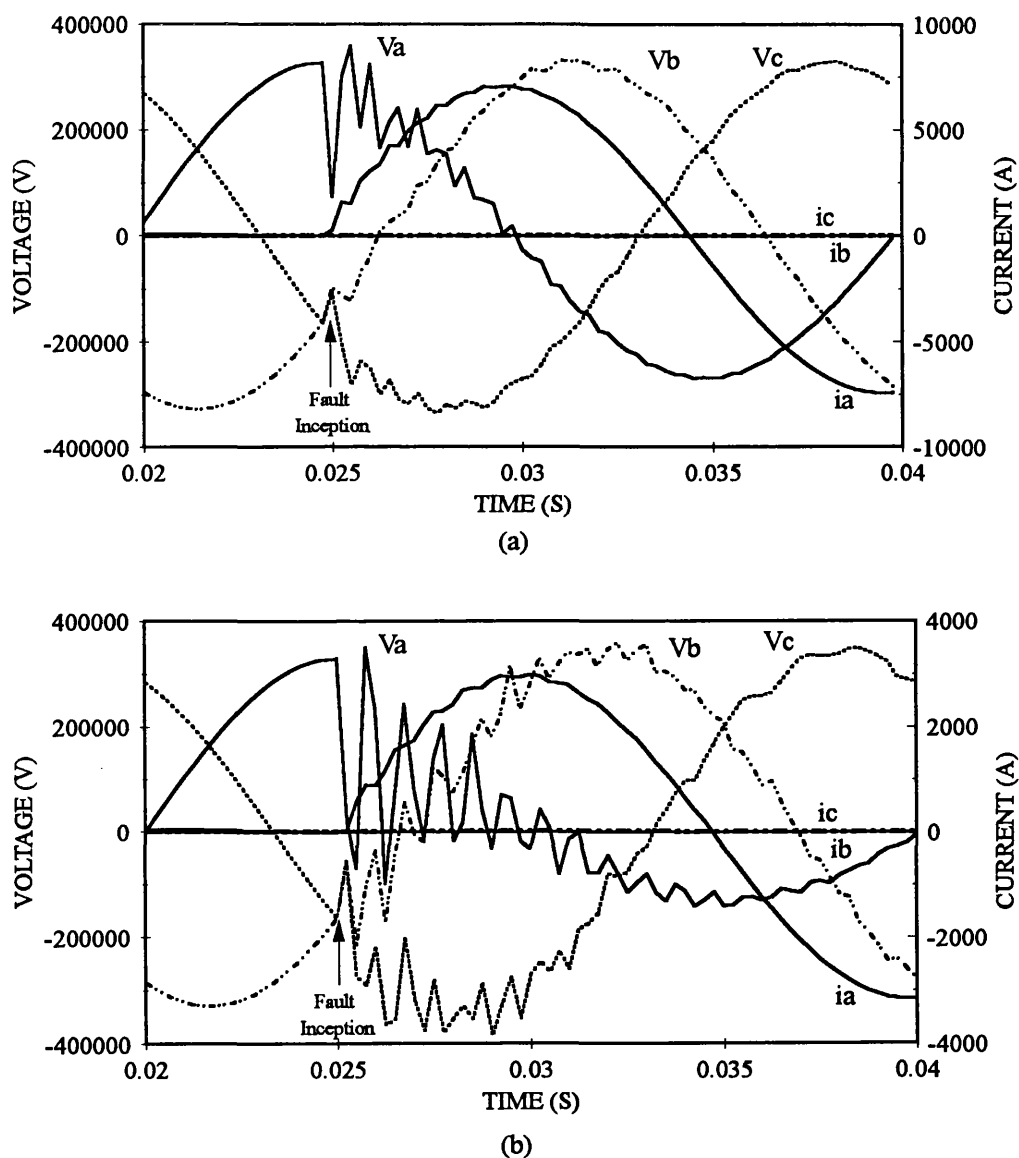 400000
200000
0
-200000
-400000
VOLTAGE (V)
Va
Vb
Vc
ic
ib
ia
Fault
Inception
10000
5000
0
-5000
-10000
CURRENT (A)
0.02
0.025
0.03
0.035
0.04
TIME (S)
(a)
400000
200000
0
-200000
-400000
VOLTAGE (V)
Va
Vb
Vc
ic
ib
ia
Fault
Inception
4000
2000
0
-2000
-4000
CURRENT (A)
0.02
0.025
0.03
0.035
0.04
TIME (S)
(b)